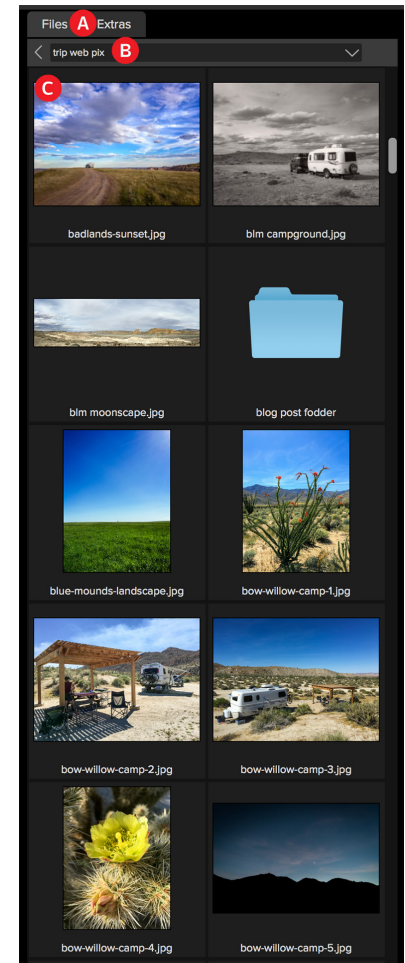 Files A Extras
trip web pix B
C
badlands-sunset.jpg blm campground.jpg
blm moonscape.jpg blog post fodder
blue-mounds-landscape.jpg bow-willow-camp-1.jpg
bow-willow-camp-2.jpg bow-willow-camp-3.jpg
bow-willow-camp-4.jpg bow-willow-camp-5.jpg